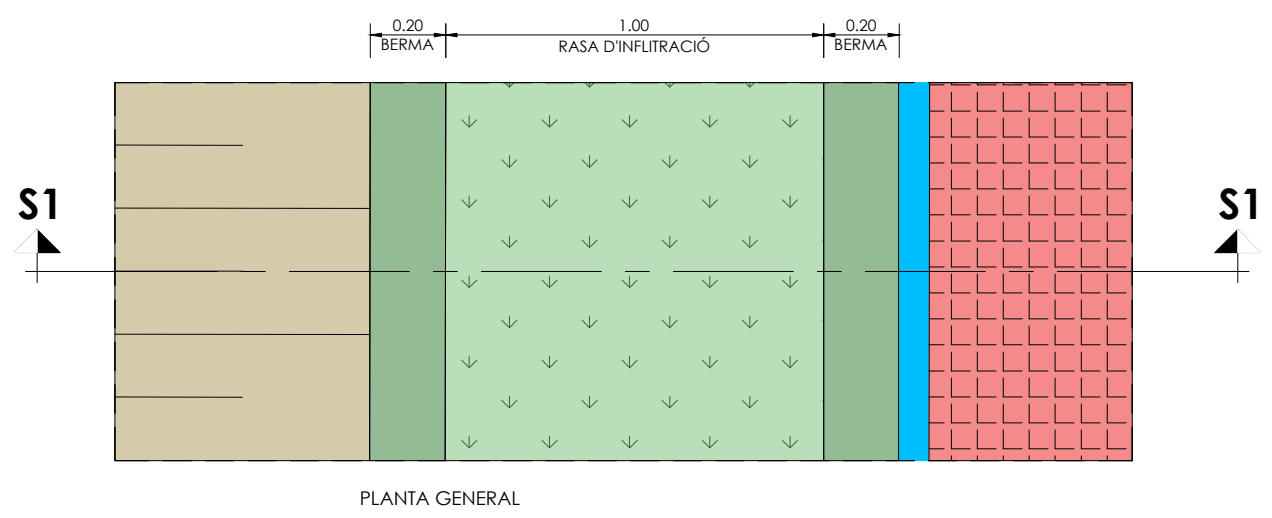 0.20
BERMA
1.00
RASA D'INFLITRACIÓ
0.20
BERMA
S1
S1
PLANTA GENERAL